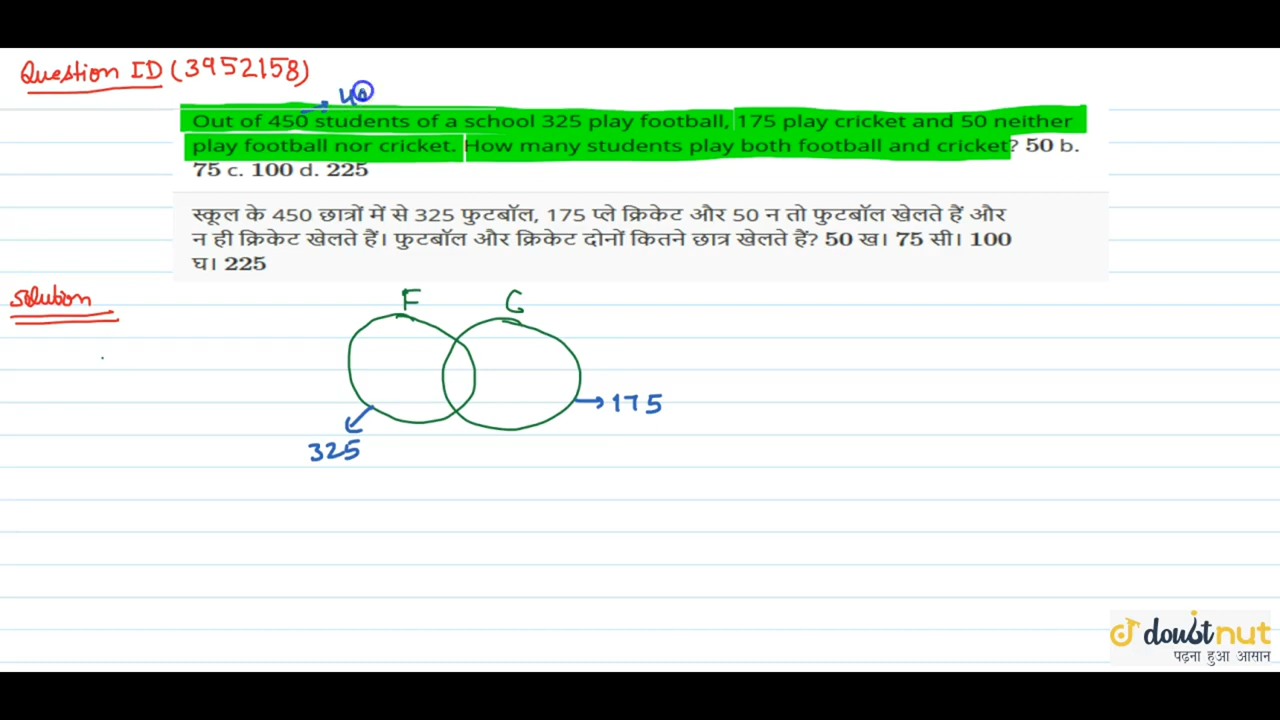 Question ID (3952158)
40
Out of 450 students of a school 325 play football, 175 play cricket and 50 neither
play football nor cricket. How many students play both football and cricket? 50 b.
75 c. 100 d. 225
स्कूल के 450 छात्रों में से 325 फुटबॉल, 175 प्ले क्रिकेट और 50 न तो फुटबॉल खेलते हैं और
न ही क्रिकेट खेलते हैं। फुटबॉल और क्रिकेट दोनों कितने छात्र खेलते हैं? 50 ख। 75 सी। 100
घ। 225
Solution
F C
175
325
doubtnut
पढ़ना हुआ आसान